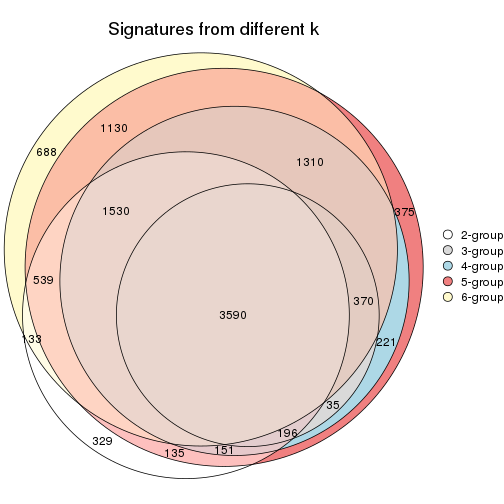 Signatures from different k
1130
688
1310
1530
375
2-group
3-group
4-group
5-group
6-group
539
370
3590
133
221
35
196
329
151
135